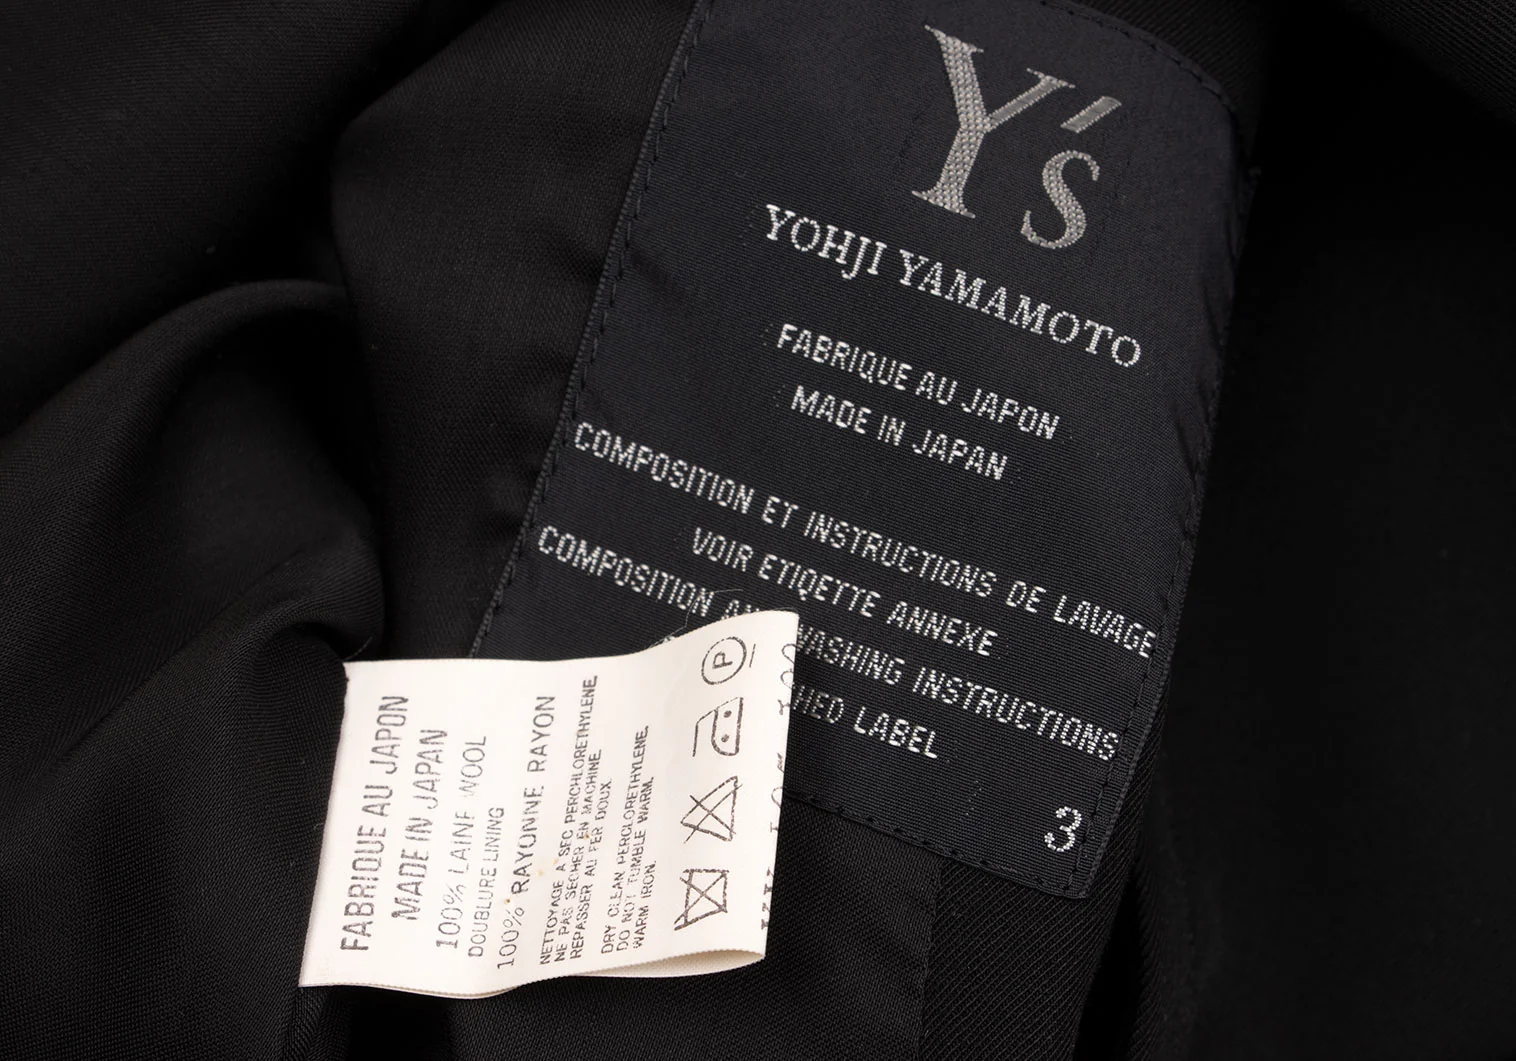 Y's
YOHJI YAMAMOTO
FABRIQUE AU JAPON
MADE IN JAPAN
COMPOSITION ET INSTRUCTIONS DE LAVAGE
VOIR ETIQETTE ANNEXE
COMPOSITION WASHING INSTRUCTIONS
LABEL
3
FABRIQUE AU JAPON
MADE IN JAPAN
100% LAINE WOOL
DOUBLURE LINING
100% RAYONNE RAYON
NETTOYAGE A SEC PERCHLORETHYLENE.
NE PAS SECHER EN MACHINE.
REPASSER AU FER DOUX.
DRY CLEAN PERCLORETHYLENE.
DO NOT TUMBLE WARM.
WARM IRON.
P